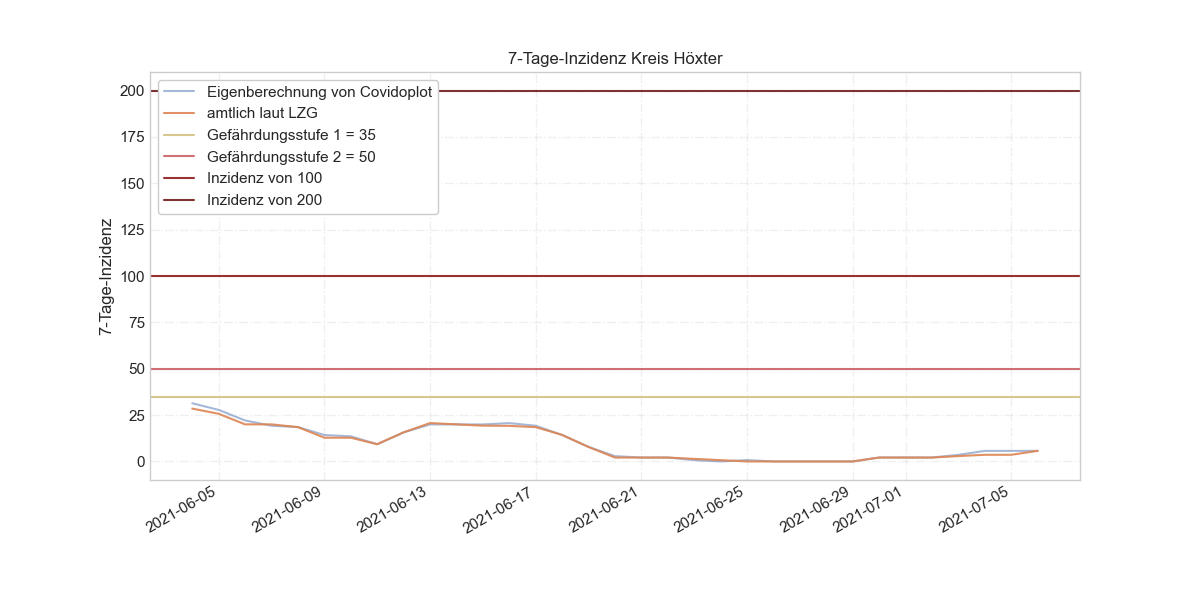 7-Tage-Inzidenz Kreis Höxter
Eigenberechnung von Covidoplot
amtlich laut LZG
Gefährdungsstufe 1 = 35
Gefährdungsstufe 2 = 50
Inzidenz von 100
Inzidenz von 200
7-Tage-Inzidenz
200
175
150
125
100
75
50
25
0
2021-06-05
2021-06-09
2021-06-13
2021-06-17
2021-06-21
2021-06-25
2021-06-29
2021-07-01
2021-07-05